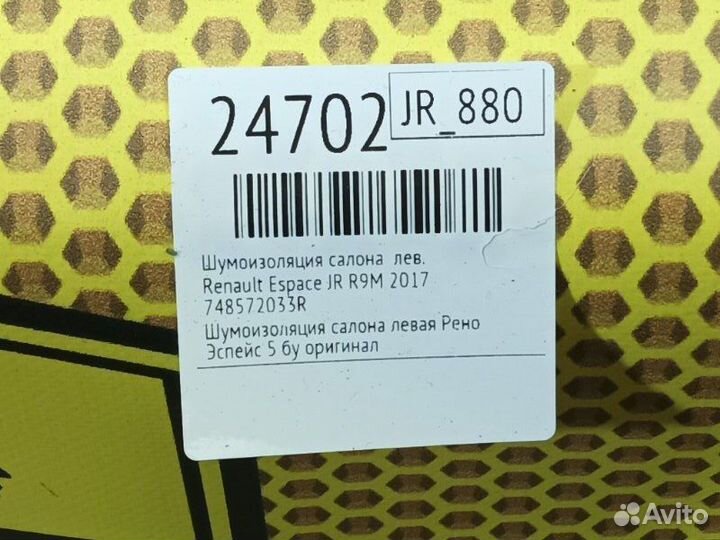 24702
JR_880
Шумоизоляция салона лев.
Renault Espace JR R9M 2017
748572033R
Шумоизоляция салона левая Рено
Эспейс 5 бу оригинал
Avito